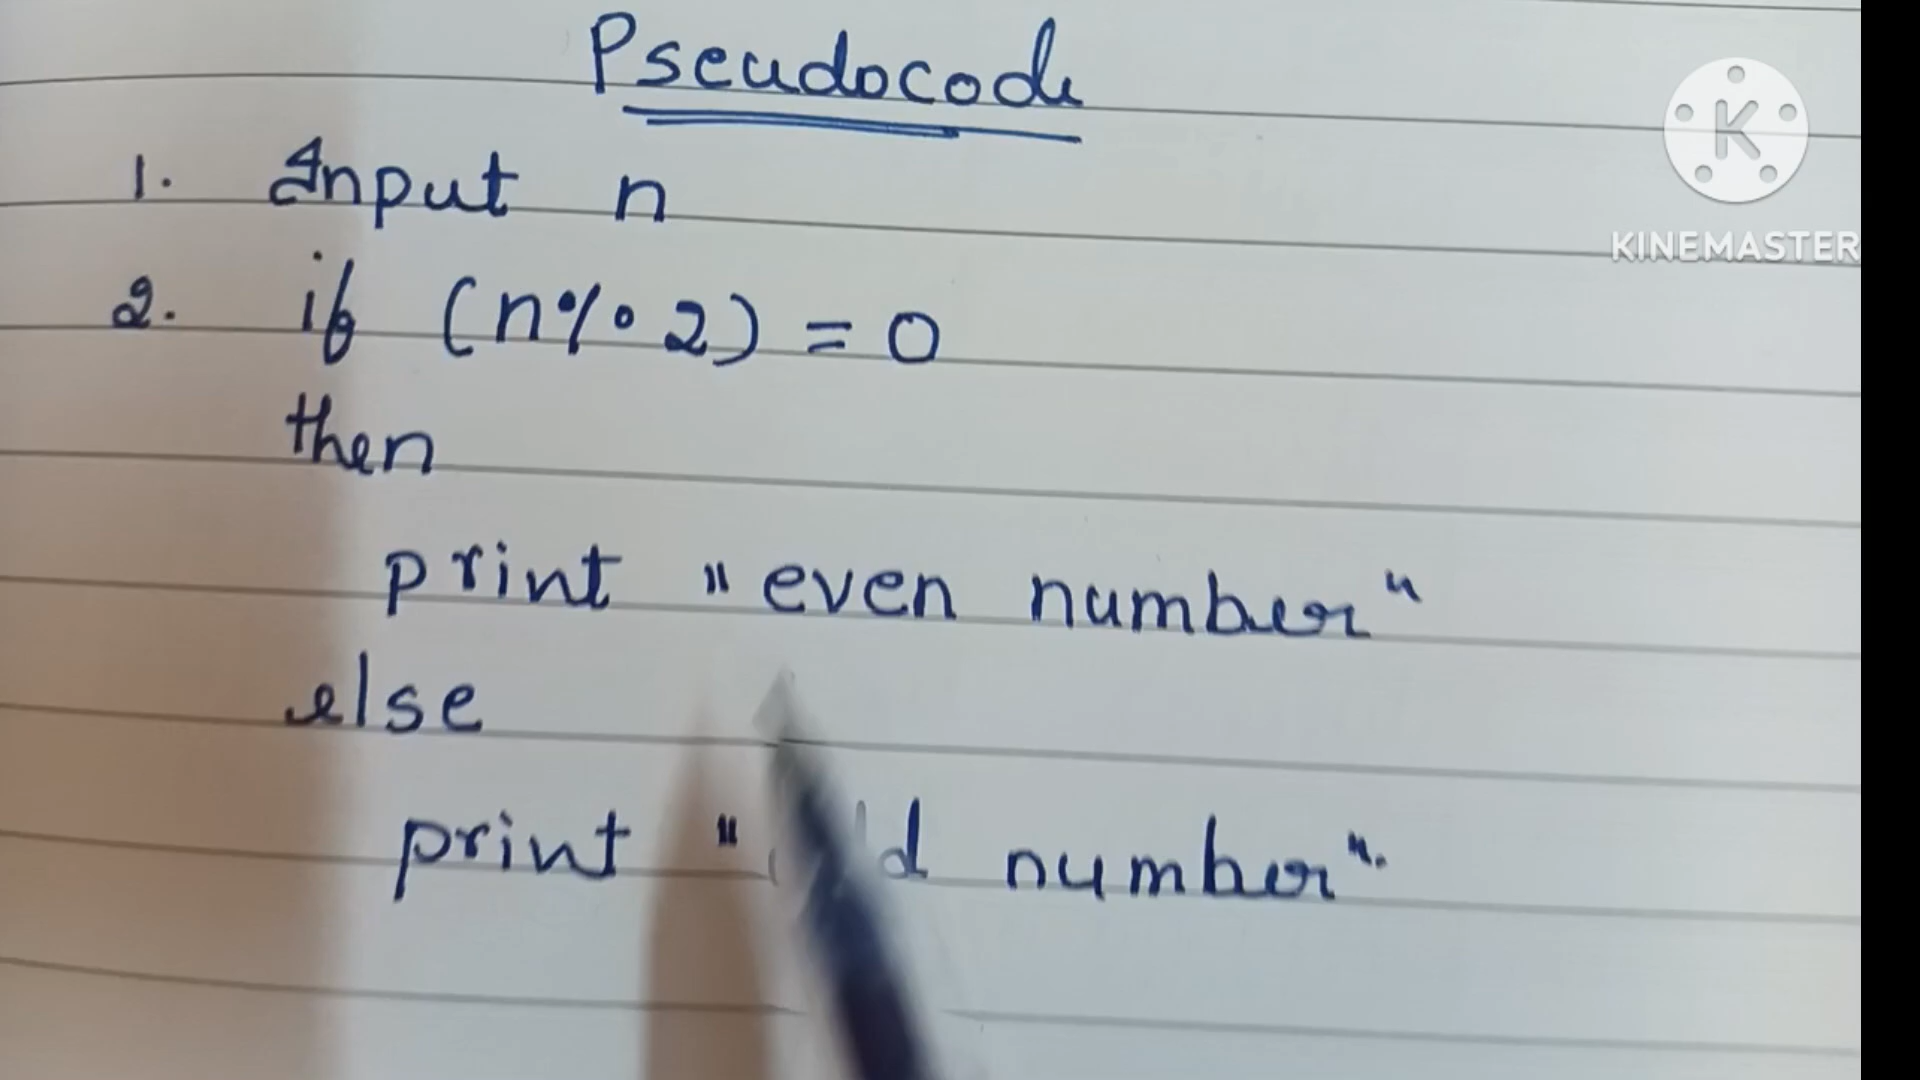 Pseudocode
1. Input n
2. if (n%2) = 0
then
print "even number"
else
print " number".
KINEMASTER